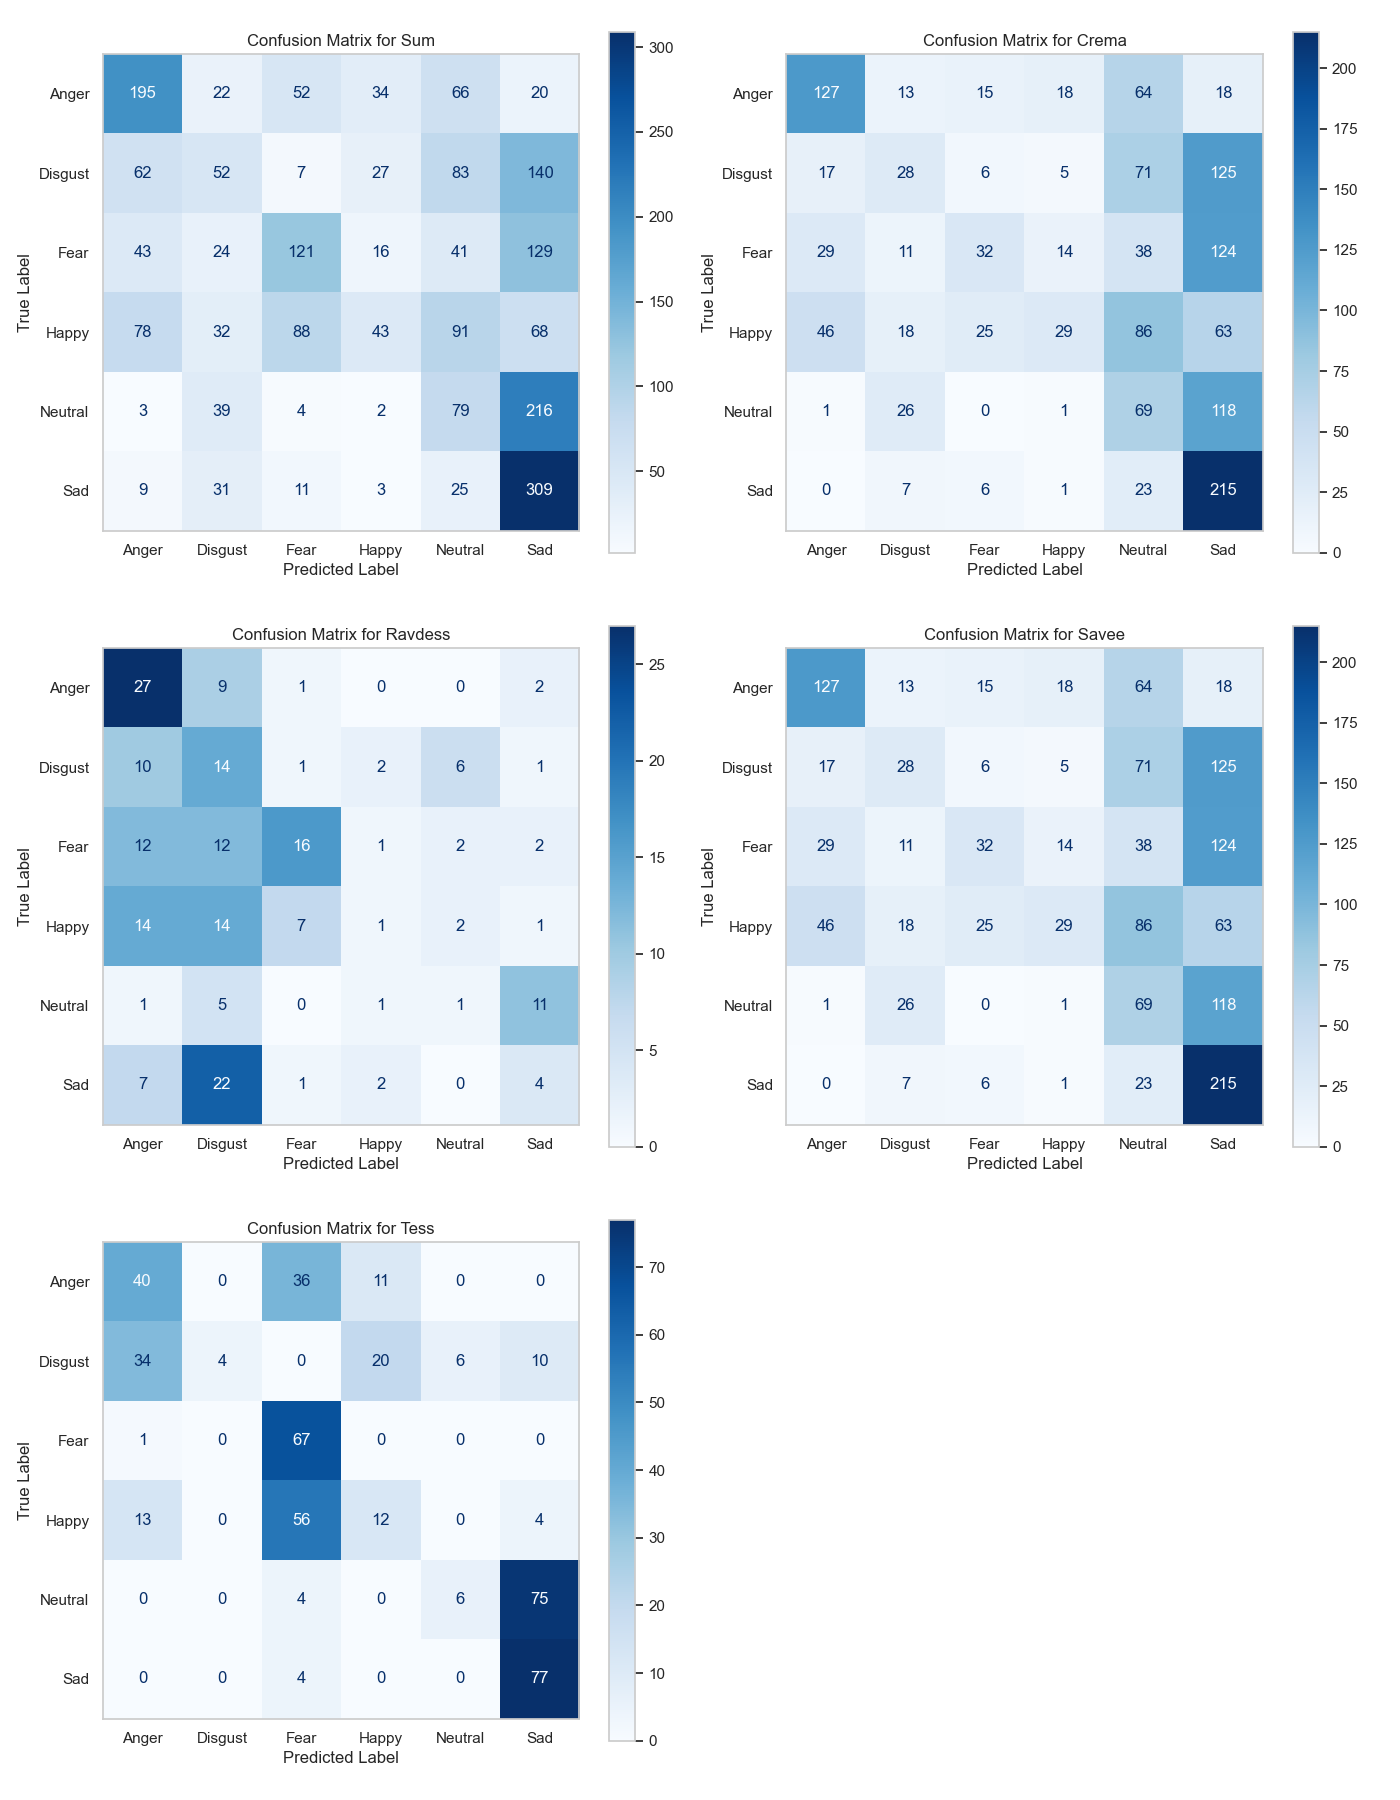 Confusion Matrix for Sum
Anger 195 22 52 34 66 20
Disgust 62 52 7 27 83 140
Fear 43 24 121 16 41 129
Happy 78 32 88 43 91 68
Neutral 3 39 4 2 79 216
Sad 9 31 11 3 25 309
Anger Disgust Fear Happy Neutral Sad
Predicted Label
True Label
300
250
200
150
100
50
Confusion Matrix for Crema
Anger 127 13 15 18 64 18
Disgust 17 28 6 5 71 125
Fear 29 11 32 14 38 124
Happy 46 18 25 29 86 63
Neutral 1 26 0 1 69 118
Sad 0 7 6 1 23 215
Anger Disgust Fear Happy Neutral Sad
Predicted Label
True Label
200
175
150
125
100
75
50
25
0
Confusion Matrix for Ravdess
Anger 27 9 1 0 0 2
Disgust 10 14 1 2 6 1
Fear 12 12 16 1 2 2
Happy 14 14 7 1 2 1
Neutral 1 5 0 1 1 11
Sad 7 22 1 2 0 4
Anger Disgust Fear Happy Neutral Sad
Predicted Label
True Label
25
20
15
10
5
0
Confusion Matrix for Savee
Anger 127 13 15 18 64 18
Disgust 17 28 6 5 71 125
Fear 29 11 32 14 38 124
Happy 46 18 25 29 86 63
Neutral 1 26 0 1 69 118
Sad 0 7 6 1 23 215
Anger Disgust Fear Happy Neutral Sad
Predicted Label
True Label
200
175
150
125
100
75
50
25
0
Confusion Matrix for Tess
Anger 40 0 36 11 0 0
Disgust 34 4 0 20 6 10
Fear 1 0 67 0 0 0
Happy 13 0 56 12 0 4
Neutral 0 0 4 0 6 75
Sad 0 0 4 0 0 77
Anger Disgust Fear Happy Neutral Sad
Predicted Label
True Label
70
60
50
40
30
20
10
0